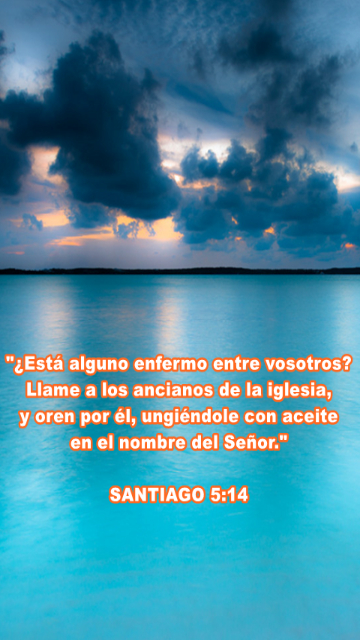 "¿Está alguno enfermo entre vosotros?
Llame a los ancianos de la iglesia,
y oren por él, ungiéndole con aceite
en el nombre del Señor."
SANTIAGO 5:14